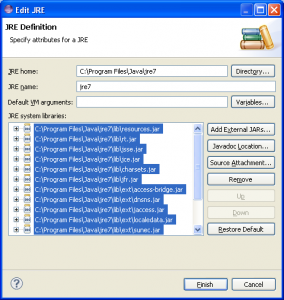 Edit JRE
JRE Definition
Specify attributes for a JRE
JRE home:
C:\Program Files\Java\jre7
Directory...
JRE name:
jre7
Default VM arguments:
Variables...
JRE system libraries:
C:\Program Files\Java\jre7\lib\resources.jar
C:\Program Files\Java\jre7\lib\rt.jar
C:\Program Files\Java\jre7\lib\jsse.jar
C:\Program Files\Java\jre7\lib\jce.jar
C:\Program Files\Java\jre7\lib\charsets.jar
C:\Program Files\Java\jre7\lib\jfr.jar
C:\Program Files\Java\jre7\lib\ext\access-bridge.jar
C:\Program Files\Java\jre7\lib\ext\dnsns.jar
C:\Program Files\Java\jre7\lib\ext\jaccess.jar
C:\Program Files\Java\jre7\lib\ext\localedata.jar
C:\Program Files\Java\jre7\lib\ext\sunec.jar
Add External JARs...
Javadoc Location...
Source Attachment...
Remove
Up
Down
Restore Default
Finish
Cancel